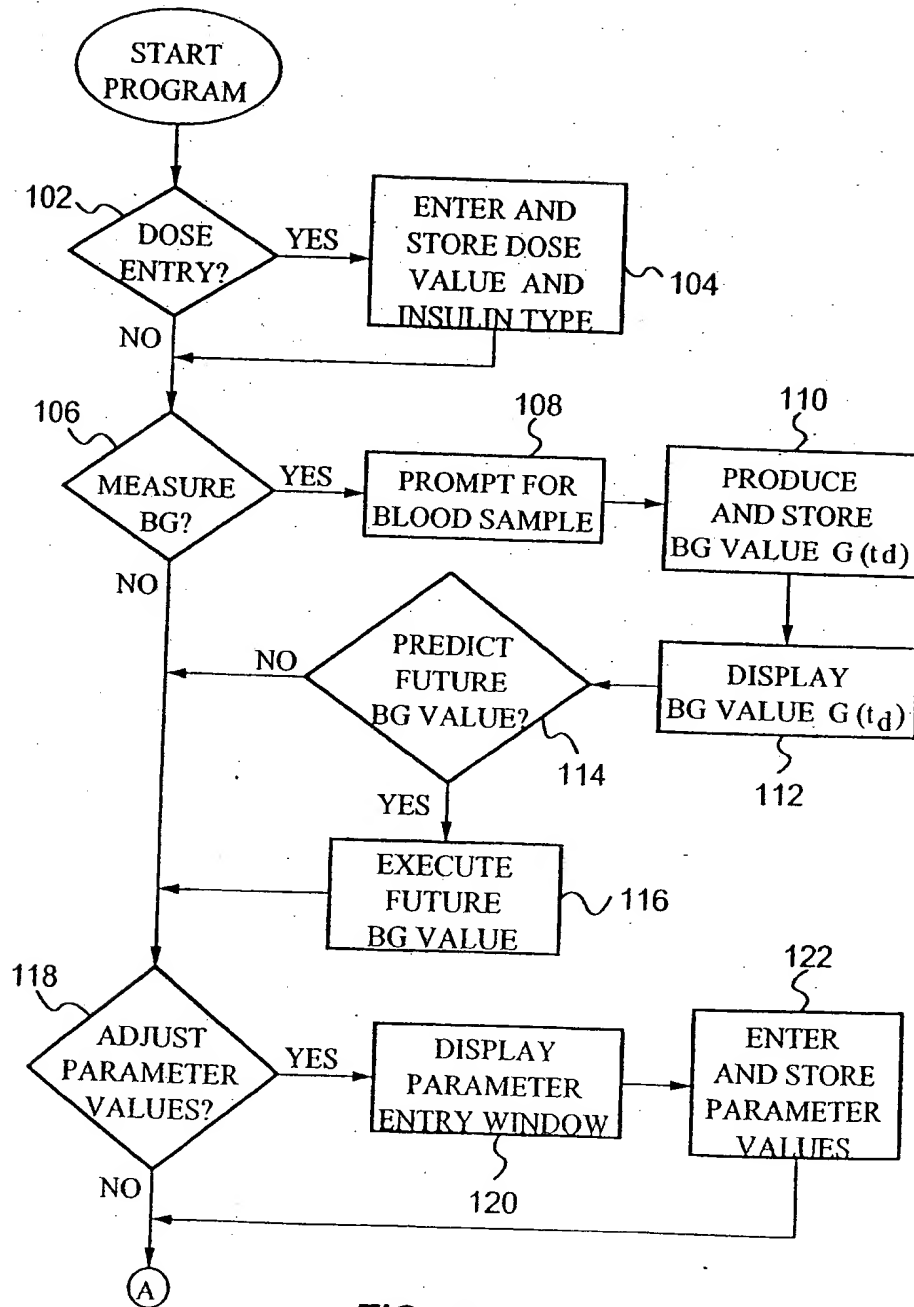 START
PROGRAM
102
DOSE
ENTRY?
YES
NO
ENTER AND
STORE DOSE
VALUE AND
INSULIN TYPE
104
106
MEASURE
BG?
YES
NO
108
PROMPT FOR
BLOOD SAMPLE
110
PRODUCE
AND STORE
BG VALUE G (td)
DISPLAY
BG VALUE G (td)
112
PREDICT
FUTURE
BG VALUE?
NO
114
YES
EXECUTE
FUTURE
BG VALUE
116
118
ADJUST
PARAMETER
VALUES?
YES
NO
DISPLAY
PARAMETER
ENTRY WINDOW
120
122
ENTER
AND STORE
PARAMETER
VALUES
A